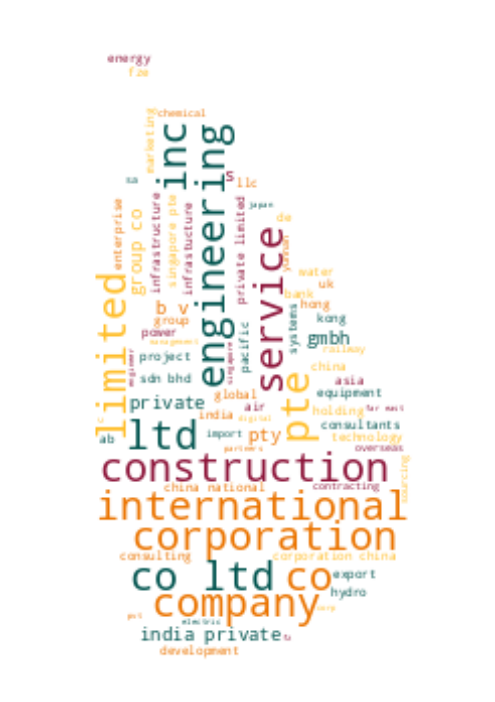 energy
fze
chemical
marketing
inc
engineering
s
llc
sa
japan
enterprise
group co
infrastructure
singapore pte
infrastucture
private limited
de
yunnan
service
limited
water
uk
bank
hong
b v
group
systems
kong
power
management
pacific
gmbh
railway
project
engineer
singapore
china
sdn bhd
asia
global
equipment
private
pte
air
holding
far east
india
digital
consultants
ltd
import
pty
ab
technology
partners
overseas
construction
sourcing
china national
contracting
international
corporation
consulting
corporation china
co ltd
co
export
company
hydro
corp
pvt
electric
india private
development